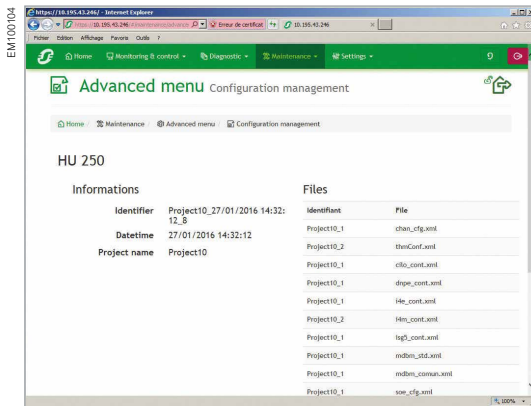 EM100104
https://10.195.43.246/ - Internet Explorer
https://10.195.43.246/#/maintenance/advance
Erreur de certificat
10.195.43.246
Fichier Edition Affichage Favoris Outils ?
Home Monitoring & control Diagnostic Maintenance Settings
Advanced menu Configuration management
Home / Maintenance / Advanced menu / Configuration management
HU 250
Informations
Identifier Project10_27/01/2016 14:32:
12_8
Datetime 27/01/2016 14:32:12
Project name Project10
Files
Identifiant File
Project10_1 chan_cfg.xml
Project10_2 thmConf.xml
Project10_1 cilo_cont.xml
Project10_1 dnpe_cont.xml
Project10_1 i4e_cont.xml
Project10_2 i4m_cont.xml
Project10_1 lsg5_cont.xml
Project10_1 mdbm_std.xml
Project10_1 mdbm_comun.xml
Project10_1 soe_cfg.xml
100%